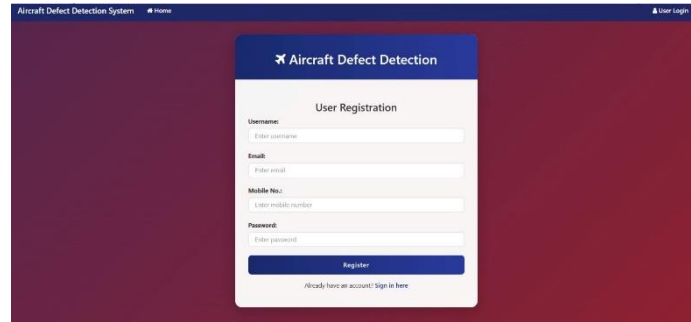 Aircraft Defect Detection System Home User Login
Aircraft Defect Detection
User Registration
Username:
Enter username
Email:
Enter email
Mobile No.:
Enter mobile number
Password:
Enter password
Register
Already have an account? Sign in here